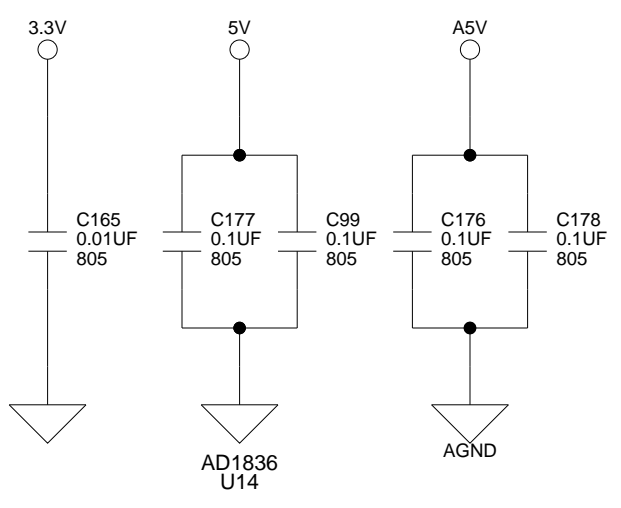 3.3V
5V
A5V
C165
0.01UF
805
C177
0.1UF
805
C99
0.1UF
805
C176
0.1UF
805
C178
0.1UF
805
AD1836
U14
AGND